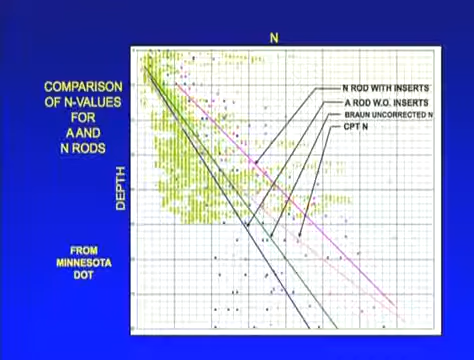 N
COMPARISON
OF N-VALUES
FOR
A AND
N RODS
DEPTH
FROM
MINNESOTA
DOT
N ROD WITH INSERTS
A ROD W.O. INSERTS
BRAUN UNCORRECTED N
CPT N